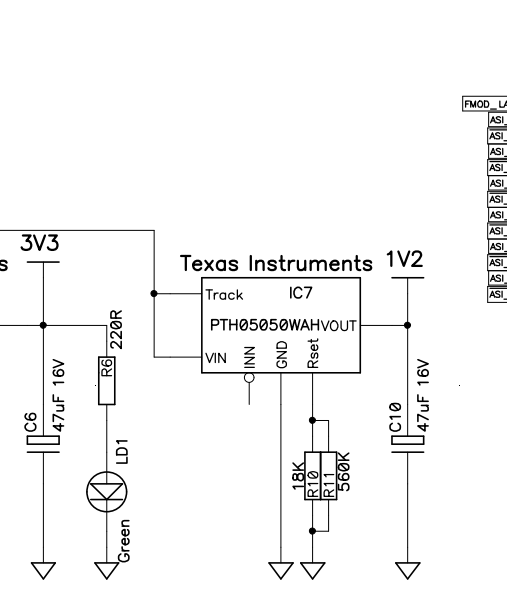 FMOD_LA
ASI_
ASI_
ASI_
ASI_
ASI_
ASI_
ASI_
ASI_
ASI_
ASI_
ASI_
ASI_
3V3
s
Texas Instruments
1V2
Track
IC7
PTH05050WAH
VOUT
VIN
INN
GND
Rset
R6
220R
C6
47uF 16V
LD1
Green
18K
R10
R11
560K
C10
47uF 16V